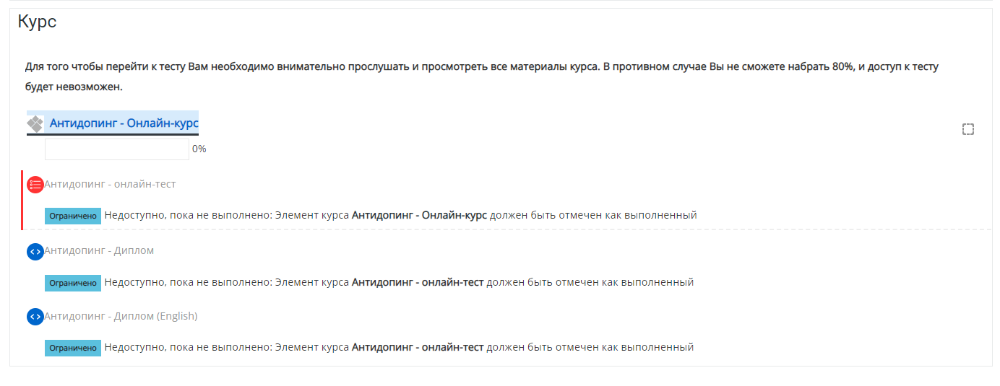 Курс
Для того чтобы перейти к тесту Вам необходимо внимательно прослушать и просмотреть все материалы курса. В противном случае Вы не сможете набрать 80%, и доступ к тесту
будет невозможен.
Антидопинг - Онлайн-курс
0%
Антидопинг - онлайн-тест
Ограничено Недоступно, пока не выполнено: Элемент курса Антидопинг - Онлайн-курс должен быть отмечен как выполненный
Антидопинг - Диплом
Ограничено Недоступно, пока не выполнено: Элемент курса Антидопинг - онлайн-тест должен быть отмечен как выполненный
Антидопинг - Диплом (English)
Ограничено Недоступно, пока не выполнено: Элемент курса Антидопинг - онлайн-тест должен быть отмечен как выполненный